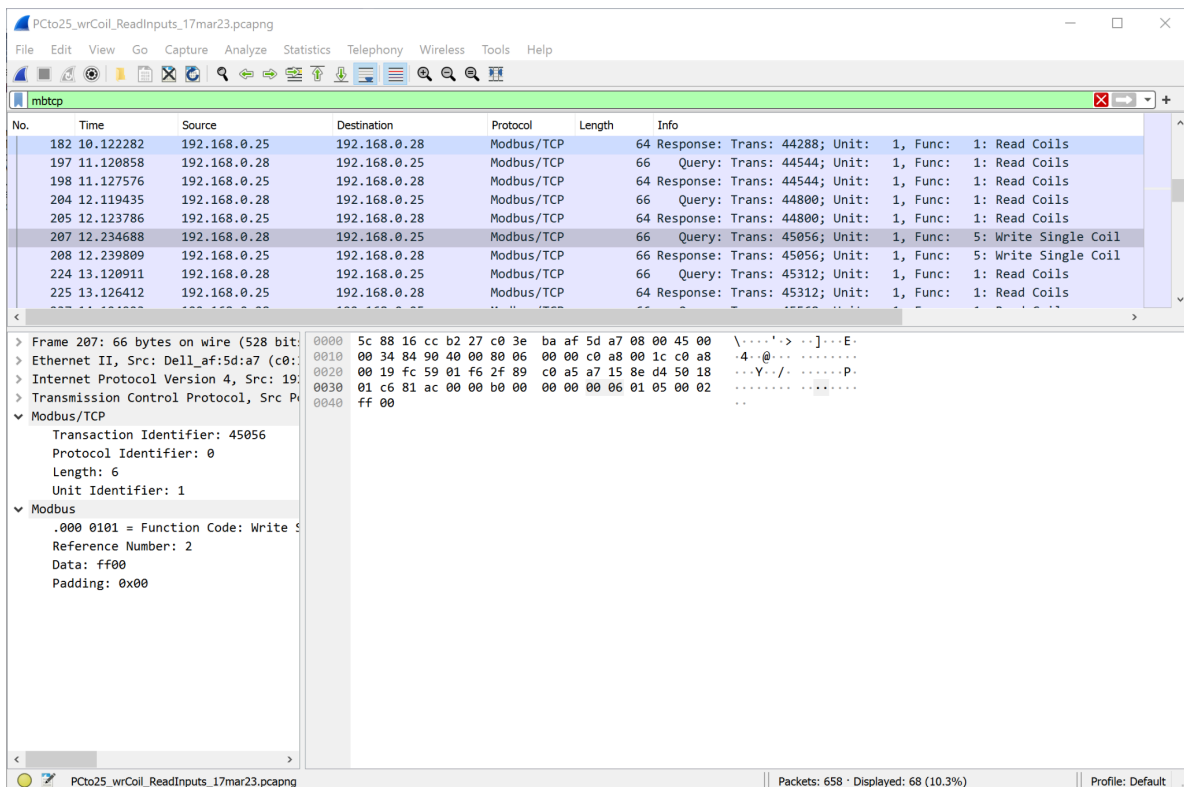 PCto25_wrCoil_ReadInputs_17mar23.pcapng
File Edit View Go Capture Analyze Statistics Telephony Wireless Tools Help
mbtcp
No. Time Source Destination Protocol Length Info
182 10.122282 192.168.0.25 192.168.0.28 Modbus/TCP 64 Response: Trans: 44288; Unit: 1, Func: 1: Read Coils
197 11.120858 192.168.0.28 192.168.0.25 Modbus/TCP 66 Query: Trans: 44544; Unit: 1, Func: 1: Read Coils
198 11.127576 192.168.0.25 192.168.0.28 Modbus/TCP 64 Response: Trans: 44544; Unit: 1, Func: 1: Read Coils
204 12.119435 192.168.0.28 192.168.0.25 Modbus/TCP 66 Query: Trans: 44800; Unit: 1, Func: 1: Read Coils
205 12.123786 192.168.0.25 192.168.0.28 Modbus/TCP 64 Response: Trans: 44800; Unit: 1, Func: 1: Read Coils
207 12.234688 192.168.0.28 192.168.0.25 Modbus/TCP 66 Query: Trans: 45056; Unit: 1, Func: 5: Write Single Coil
208 12.239809 192.168.0.25 192.168.0.28 Modbus/TCP 66 Response: Trans: 45056; Unit: 1, Func: 5: Write Single Coil
224 13.120911 192.168.0.28 192.168.0.25 Modbus/TCP 66 Query: Trans: 45312; Unit: 1, Func: 1: Read Coils
225 13.126412 192.168.0.25 192.168.0.28 Modbus/TCP 64 Response: Trans: 45312; Unit: 1, Func: 1: Read Coils
Frame 207: 66 bytes on wire (528 bit
Ethernet II, Src: Dell_af:5d:a7 (c0:
Internet Protocol Version 4, Src: 19
Transmission Control Protocol, Src P
Modbus/TCP
Transaction Identifier: 45056
Protocol Identifier: 0
Length: 6
Unit Identifier: 1
Modbus
.000 0101 = Function Code: Write S
Reference Number: 2
Data: ff00
Padding: 0x00
0000 5c 88 16 cc b2 27 c0 3e ba af 5d a7 08 00 45 00 \····'·> ··]···E·
0010 00 34 84 90 40 00 80 06 00 00 c0 a8 00 1c c0 a8 ·4··@··· ········
0020 00 19 fc 59 01 f6 2f 89 c0 a5 a7 15 8e d4 50 18 ···Y··/· ······P·
0030 01 c6 81 ac 00 00 b0 00 00 00 00 06 01 05 00 02 ········ ········
0040 ff 00 ··
PCto25_wrCoil_ReadInputs_17mar23.pcapng Packets: 658 · Displayed: 68 (10.3%) Profile: Default